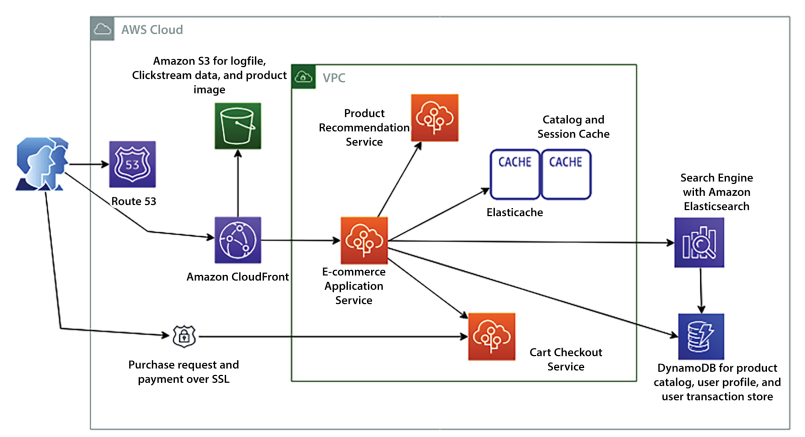 AWS Cloud
Amazon S3 for logfile,
Clickstream data, and product
image
VPC
Product
Recommendation
Service
Catalog and
Session Cache
CACHE
CACHE
Elasticache
Search Engine
with Amazon
Elasticsearch
53
Route 53
Amazon CloudFront
E-commerce
Application
Service
Purchase request and
payment over SSL
Cart Checkout
Service
DynamoDB for product
catalog, user profile, and
user transaction store